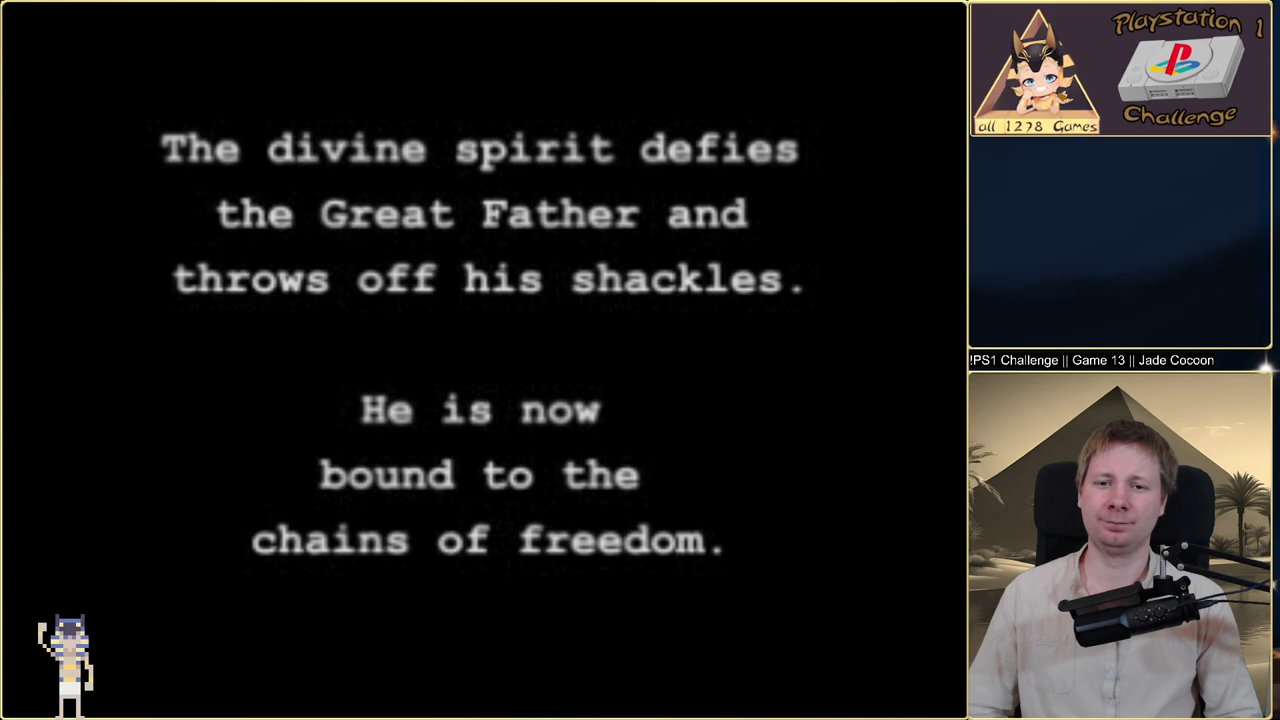 The divine spirit defies
the Great Father and
throws off his shackles.
He is now
bound to the
chains of freedom.
Playstation 1
Challenge
all 1278 Games
!PS1 Challenge || Game 13 || Jade Cocoon